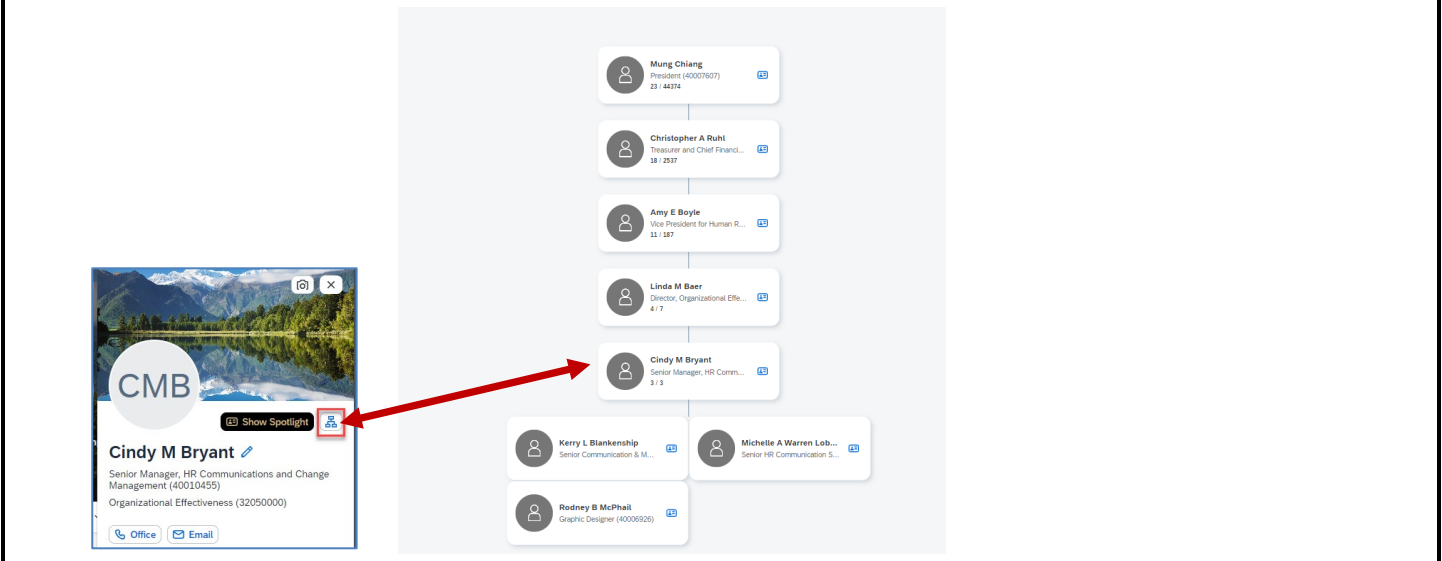 CMB
Show Spotlight
Cindy M Bryant
Senior Manager, HR Communications and Change
Management (40010455)
Organizational Effectiveness (32050000)
Office
Email
Mung Chiang
President (40007607)
23 / 44374
Christopher A Ruhl
Treasurer and Chief Financi...
18 / 2537
Amy E Boyle
Vice President for Human R...
11 / 187
Linda M Baer
Director, Organizational Effe...
4 / 7
Cindy M Bryant
Senior Manager, HR Comm...
3 / 3
Kerry L Blankenship
Senior Communication & M...
Michelle A Warren Lob...
Senior HR Communication S...
Rodney B McPhail
Graphic Designer (40006926)